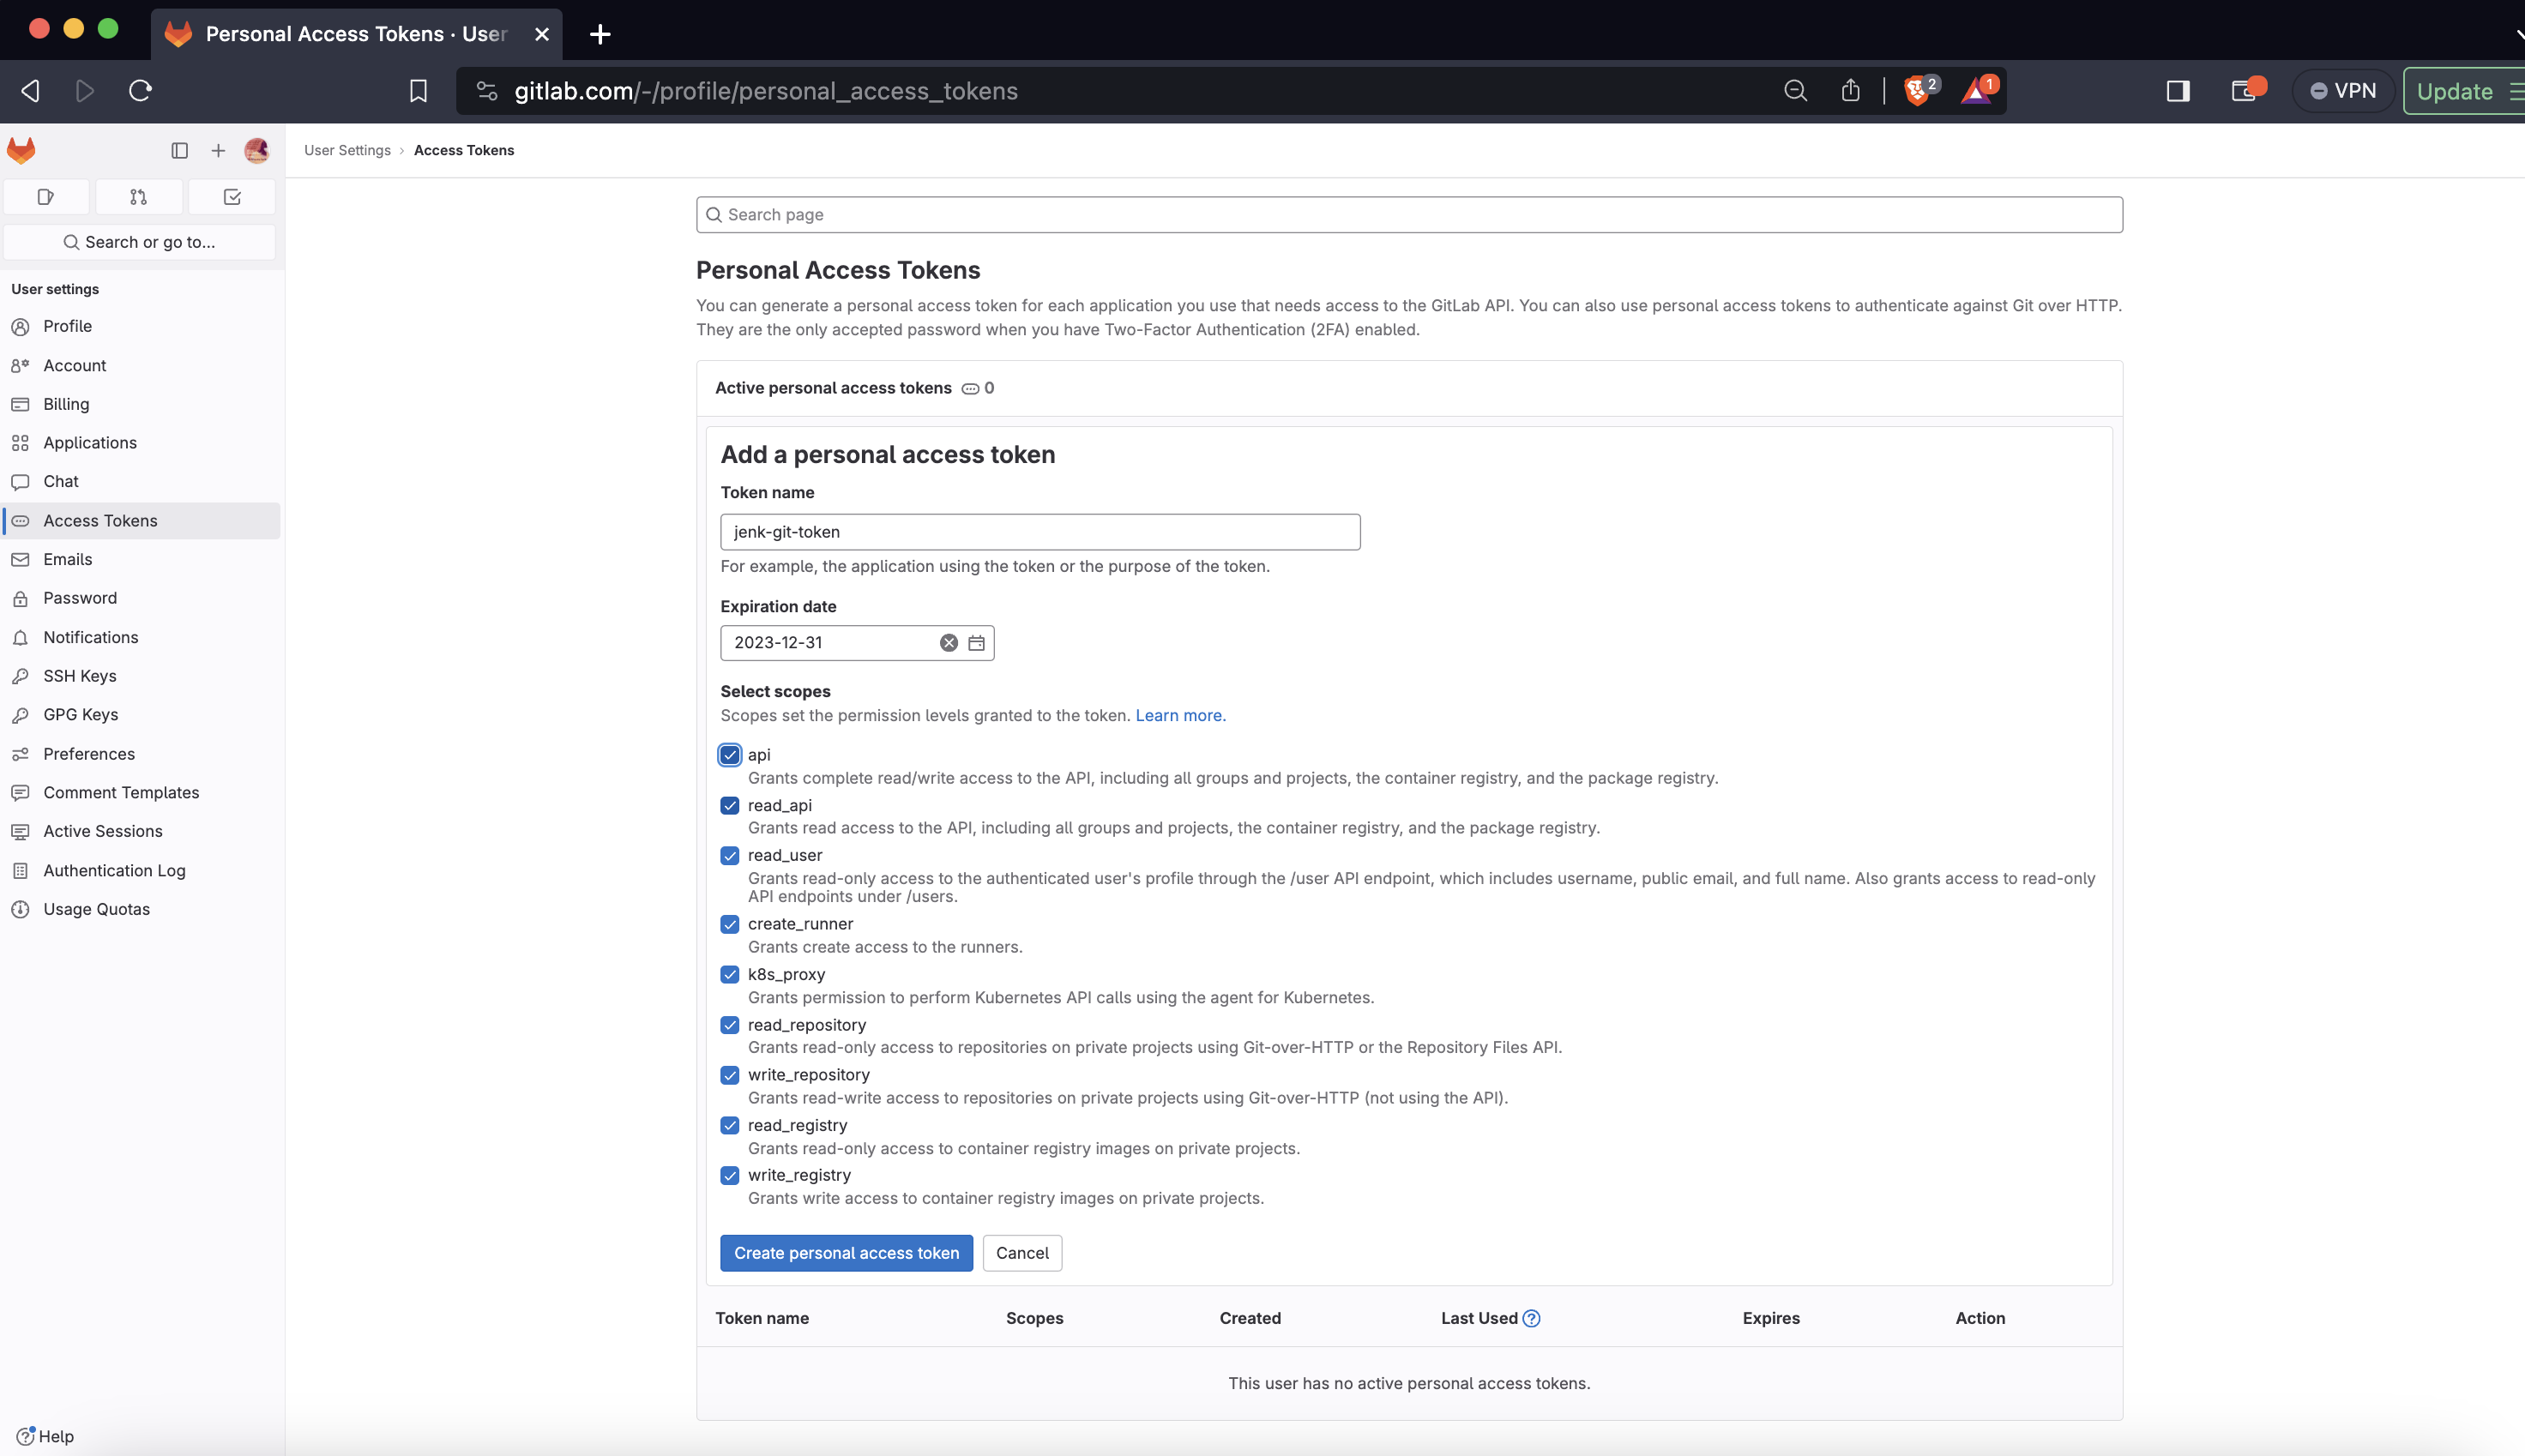 Personal Access Tokens · User
gitlab.com/-/profile/personal_access_tokens
2
1
VPN
Update
User Settings › Access Tokens
Search or go to...
User settings
Profile
Account
Billing
Applications
Chat
Access Tokens
Emails
Password
Notifications
SSH Keys
GPG Keys
Preferences
Comment Templates
Active Sessions
Authentication Log
Usage Quotas
Help
Search page
Personal Access Tokens
You can generate a personal access token for each application you use that needs access to the GitLab API. You can also use personal access tokens to authenticate against Git over HTTP.
They are the only accepted password when you have Two-Factor Authentication (2FA) enabled.
Active personal access tokens 0
Add a personal access token
Token name
jenk-git-token
For example, the application using the token or the purpose of the token.
Expiration date
2023-12-31
Select scopes
Scopes set the permission levels granted to the token. Learn more.
api
Grants complete read/write access to the API, including all groups and projects, the container registry, and the package registry.
read_api
Grants read access to the API, including all groups and projects, the container registry, and the package registry.
read_user
Grants read-only access to the authenticated user's profile through the /user API endpoint, which includes username, public email, and full name. Also grants access to read-only
API endpoints under /users.
create_runner
Grants create access to the runners.
k8s_proxy
Grants permission to perform Kubernetes API calls using the agent for Kubernetes.
read_repository
Grants read-only access to repositories on private projects using Git-over-HTTP or the Repository Files API.
write_repository
Grants read-write access to repositories on private projects using Git-over-HTTP (not using the API).
read_registry
Grants read-only access to container registry images on private projects.
write_registry
Grants write access to container registry images on private projects.
Create personal access token Cancel
Token name Scopes Created Last Used Expires Action
This user has no active personal access tokens.